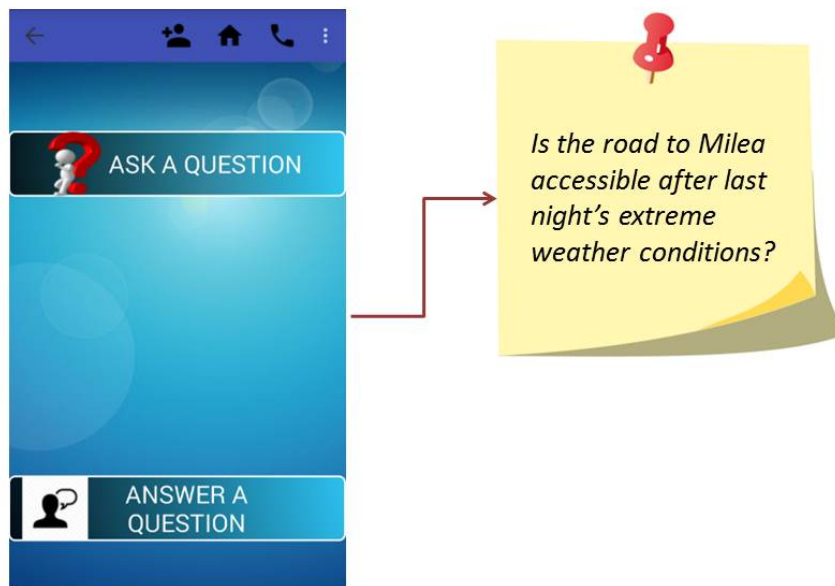 ASK A QUESTION
Is the road to Milea
accessible after last
night's extreme
weather conditions?
ANSWER A
QUESTION